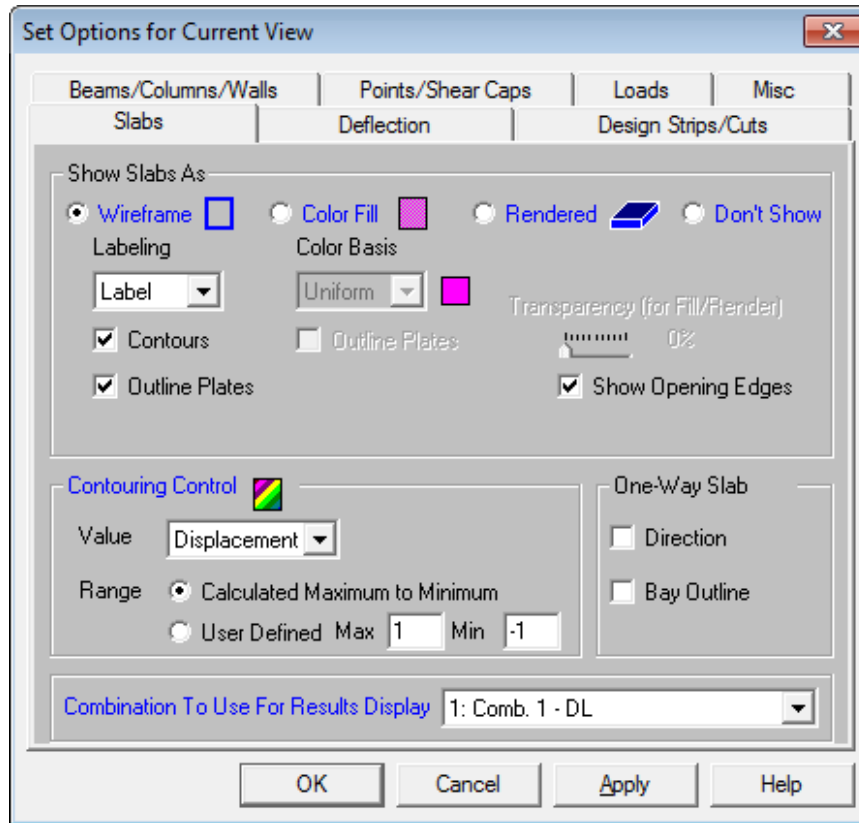 Set Options for Current View
Beams/Columns/Walls Points/Shear Caps Loads Misc
Slabs Deflection Design Strips/Cuts
Show Slabs As
Wireframe Color Fill Rendered Don't Show
Labeling Color Basis
Label Uniform Transparency (for Fill/Render)
Contours Outline Plates 0%
Outline Plates Show Opening Edges
Contouring Control One-Way Slab
Value Displacement Direction
Range Calculated Maximum to Minimum Bay Outline
User Defined Max 1 Min -1
Combination To Use For Results Display 1: Comb. 1 - DL
OK Cancel Apply Help